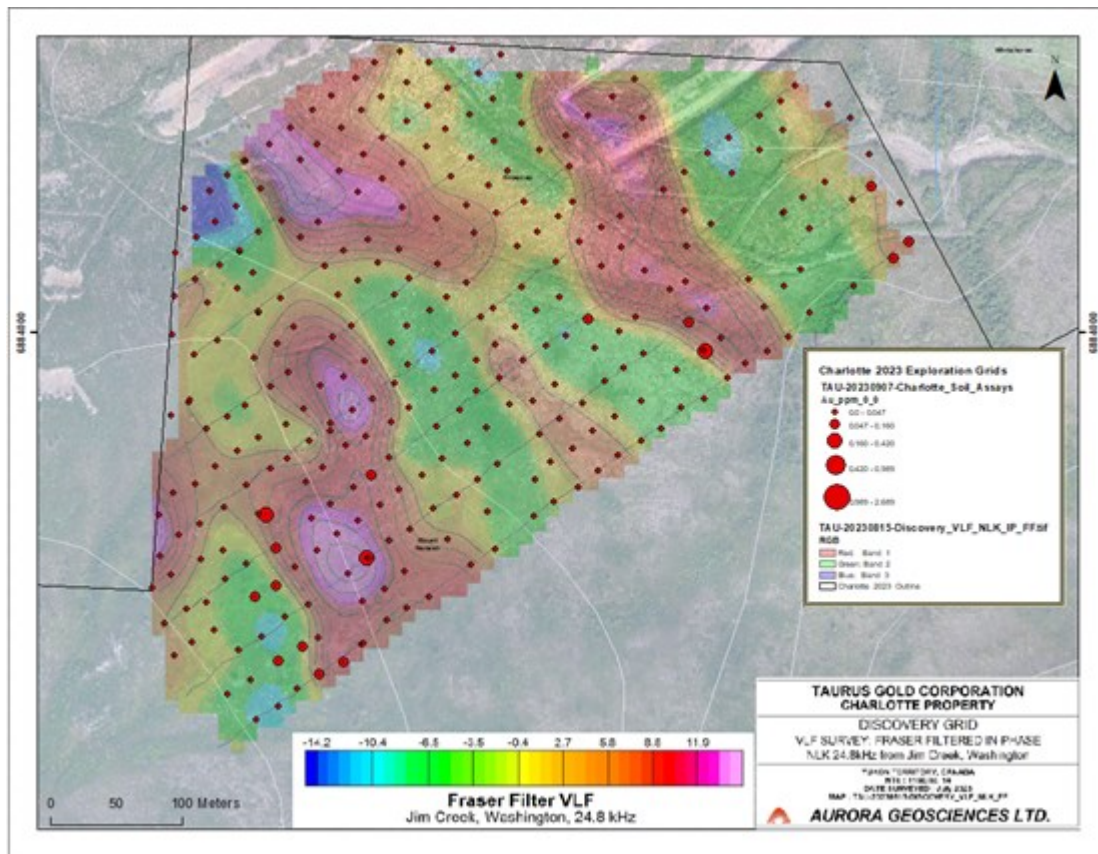 N
6884000
6884000
Charlotte 2023 Exploration Grids
TAU-20230907-Charlotte_Soil_Assays
Au_ppm_0_0
0.0 - 0.047
0.047 - 0.160
0.160 - 0.420
0.420 - 0.989
0.989 - 2.689
TAU-20230815-Discovery_VLF_NLK_IP_FF.tif
RGB
Red: Band 1
Green: Band 2
Blue: Band 3
Charlotte 2023 Outline
TAURUS GOLD CORPORATION
CHARLOTTE PROPERTY
DISCOVERY GRID
VLF SURVEY: FRASER FILTERED IN PHASE
NLK 24.8kHz from Jim Creek, Washington
YUKON TERRITORY, CANADA
DATE SURVEYED: July 2023
AURORA GEOSCIENCES LTD.
-14.2 -10.4 -6.5 -3.5 -0.4 2.7 5.8 8.8 11.9
Fraser Filter VLF
Jim Creek, Washington, 24.8 kHz
0 50 100 Meters